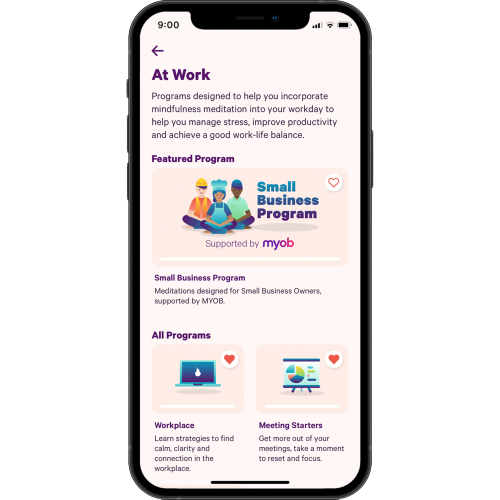 9:00
At Work
Programs designed to help you incorporate
mindfulness meditation into your workday to
help you manage stress, improve productivity
and achieve a good work-life balance.
Featured Program
Small
Business
Program
Supported by myob
Small Business Program
Meditations designed for Small Business Owners,
supported by MYOB.
All Programs
Workplace
Learn strategies to find
calm, clarity and
connection in the
workplace.
Meeting Starters
Get more out of your
meetings, take a moment
to reset and focus.